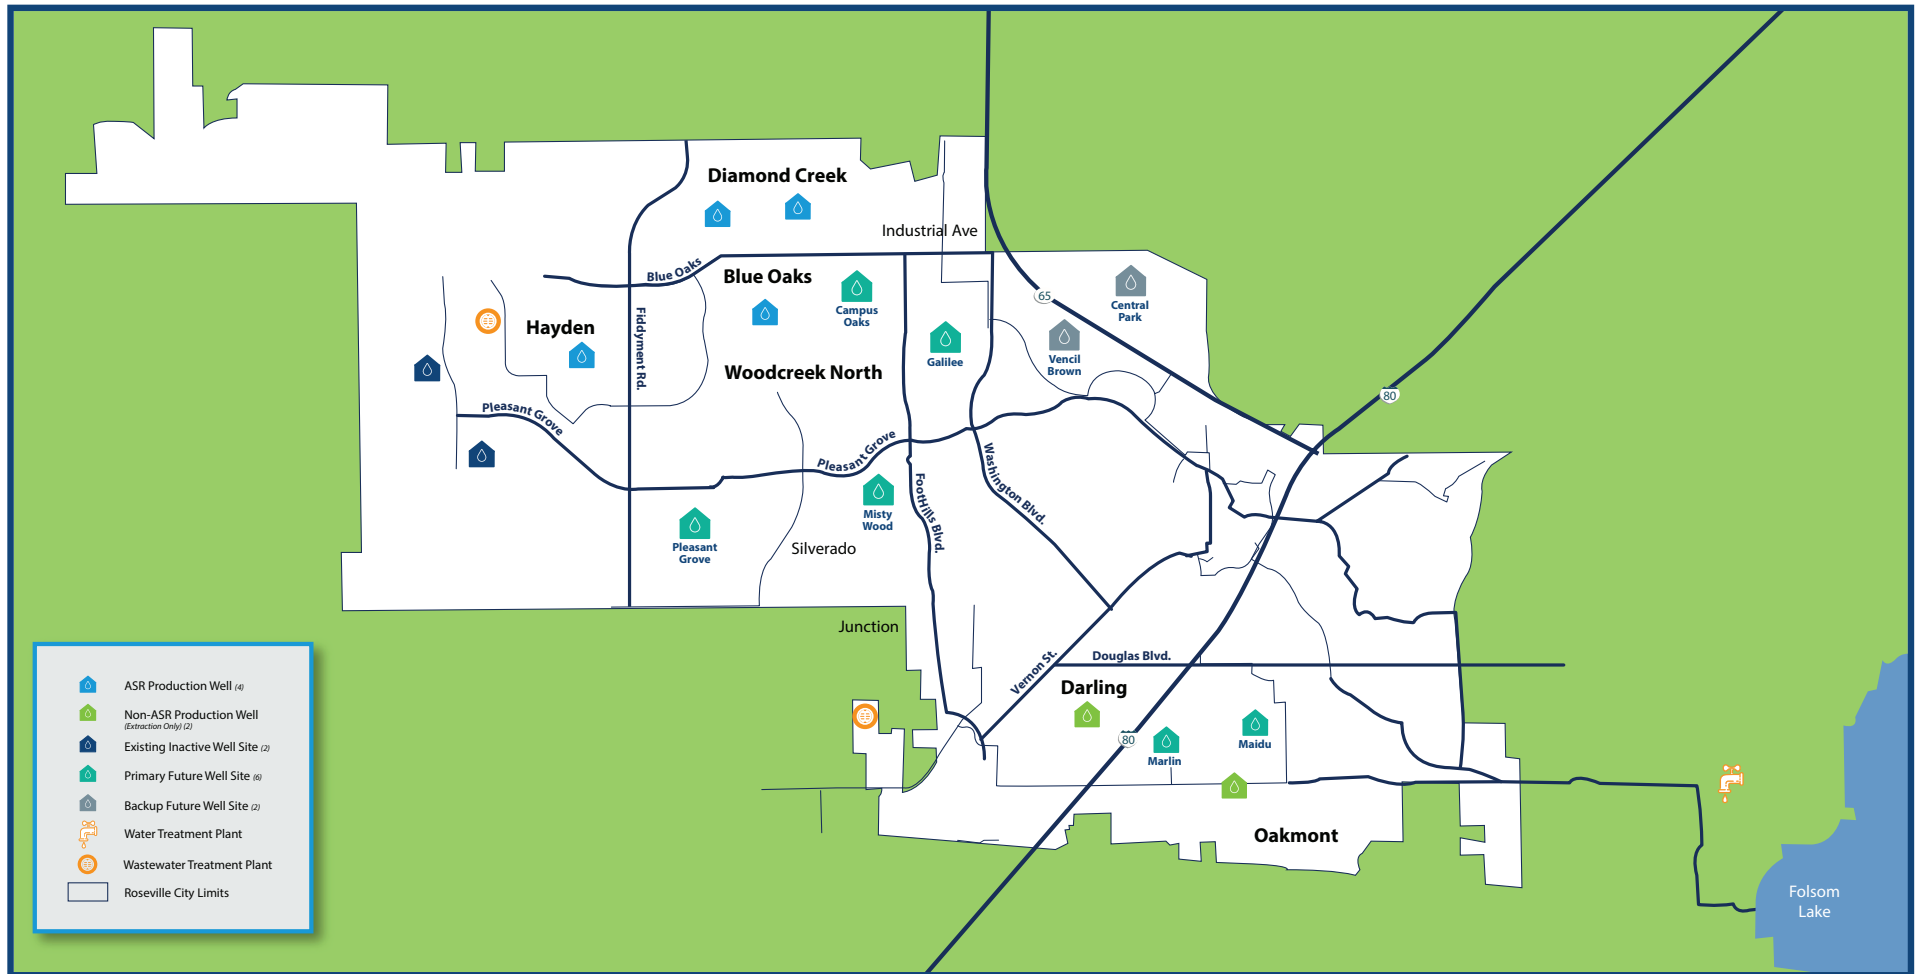 Diamond Creek
Industrial Ave
Blue Oaks
Blue Oaks
Campus
Oaks
65
Central
Park
Hayden
Fiddyment Rd.
Galilee
Vencil
Brown
Woodcreek North
80
Pleasant Grove
Pleasant Grove
Washington Blvd.
FootHills Blvd.
Misty
Wood
Pleasant
Grove
Silverado
Junction
Vernon St.
Douglas Blvd.
Darling
80
Marlin
Maidu
Oakmont
Folsom
Lake
ASR Production Well (4)
Non-ASR Production Well
(Extraction Only) (2)
Existing Inactive Well Site (2)
Primary Future Well Site (6)
Backup Future Well Site (2)
Water Treatment Plant
Wastewater Treatment Plant
Roseville City Limits